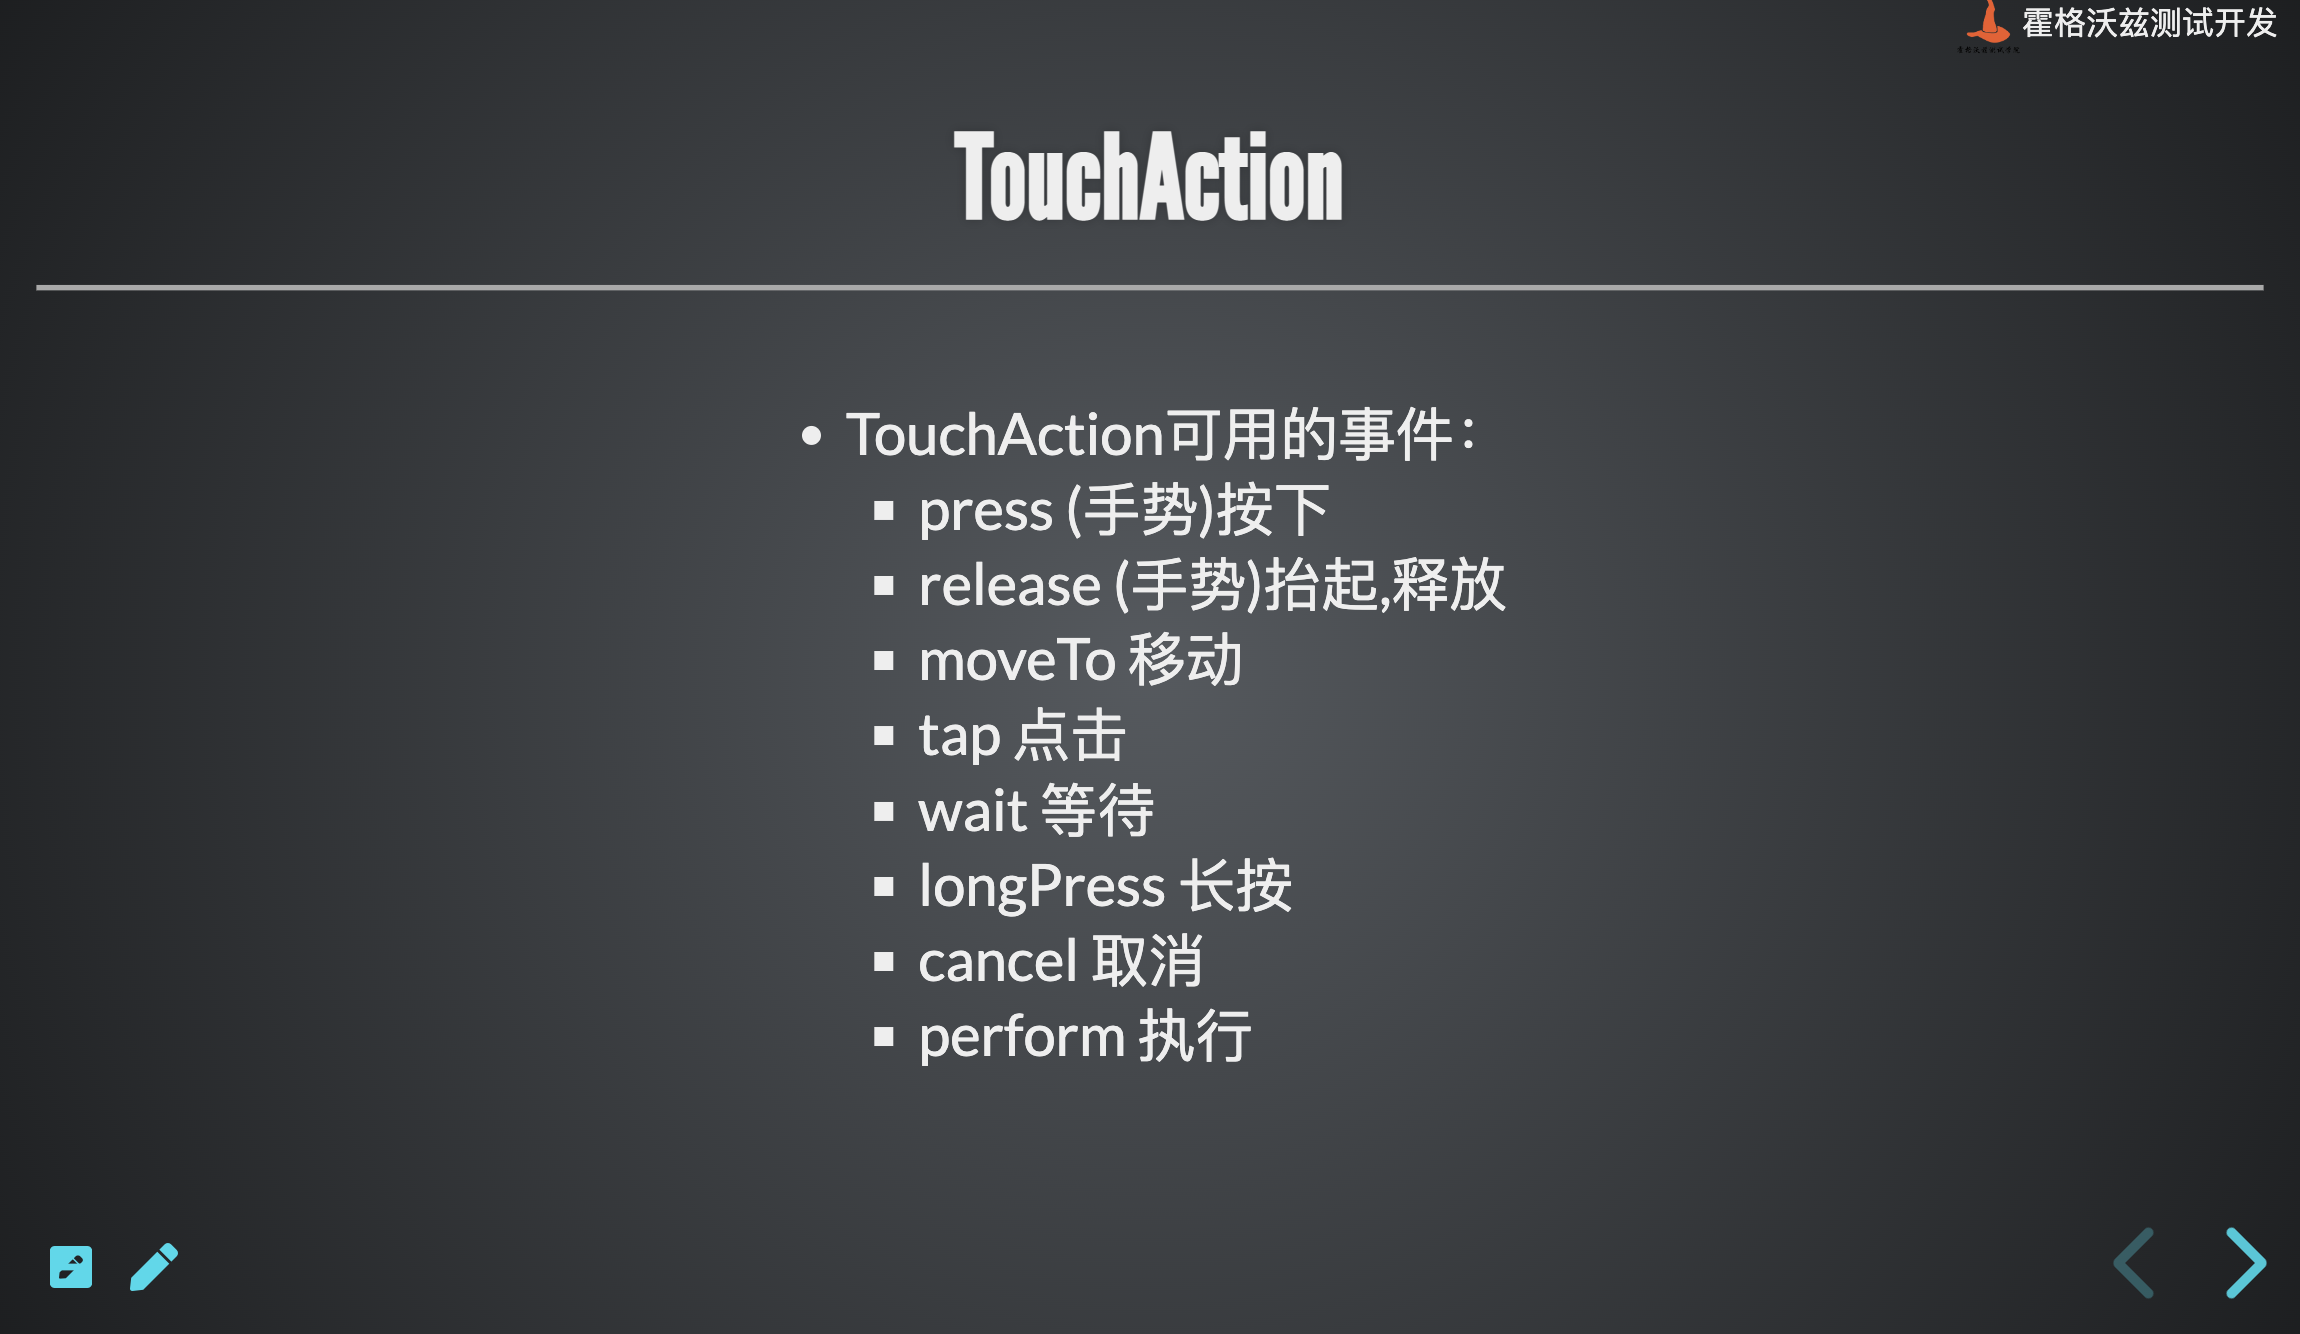 霍格沃兹测试开发
TouchAction
TouchAction可用的事件：
press (手势)按下
release (手势)抬起,释放
moveTo 移动
tap 点击
wait 等待
longPress 长按
cancel 取消
perform 执行